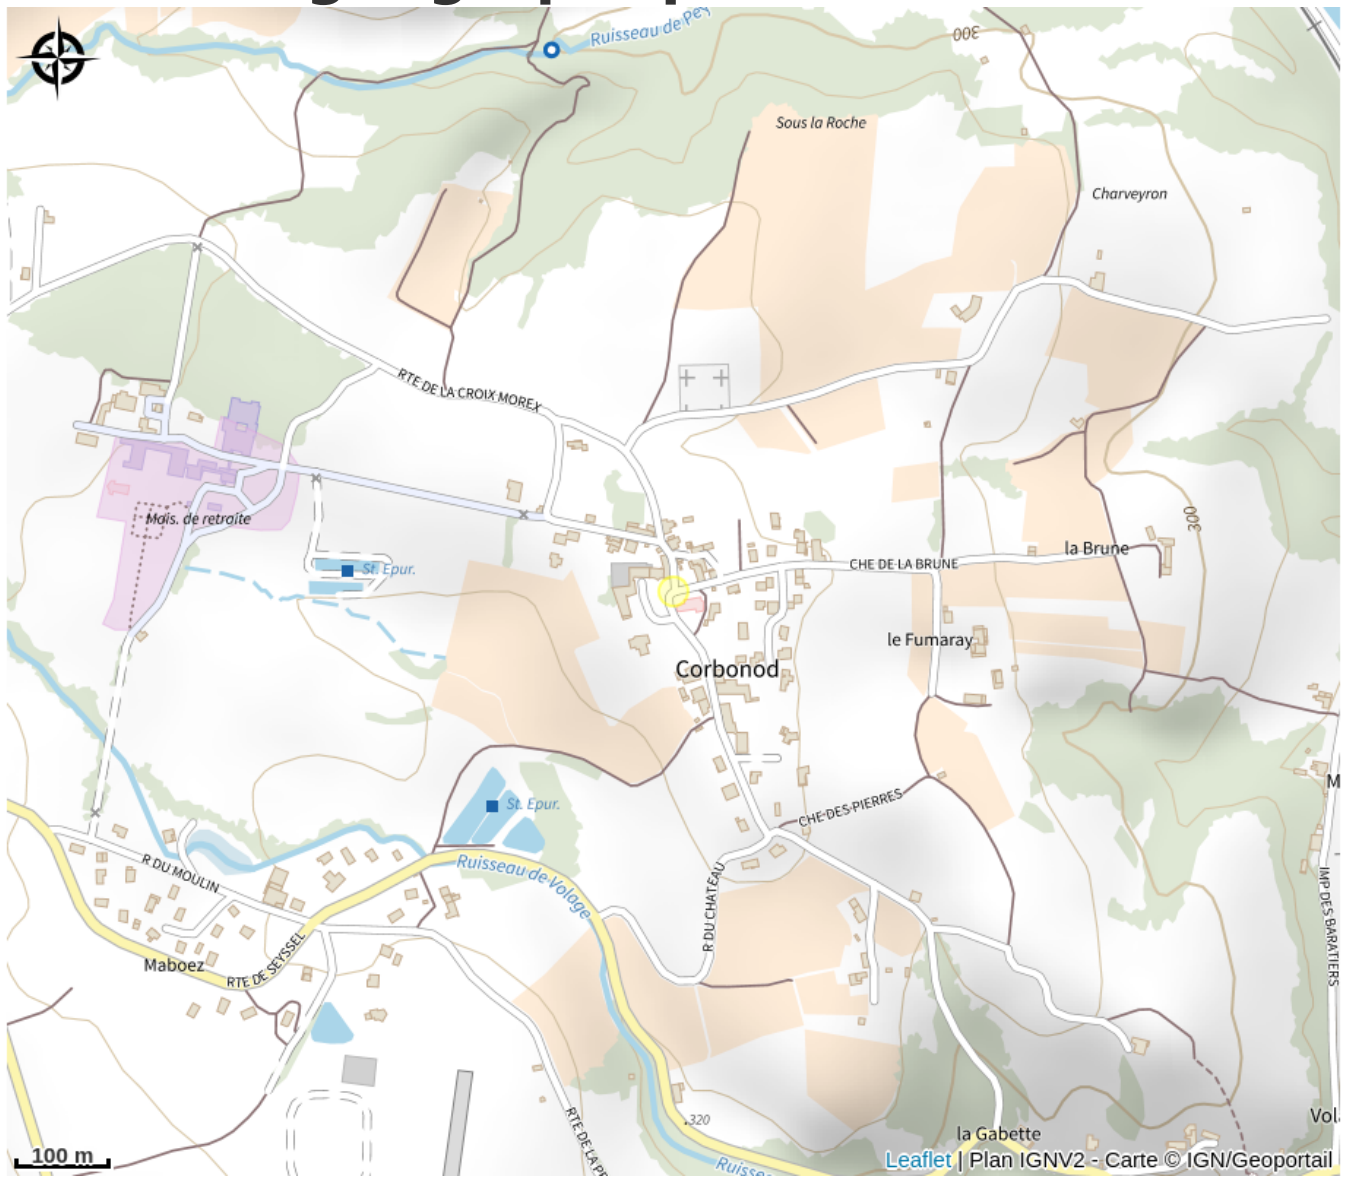 Ruisseau de Pey
300
Sous la Roche
Charveyron
RTE DE LA CROIX MOREX
Mais. de retraite
St. Epur.
300
la Brune
CHE DE LA BRUNE
le Fumaray
Corbonod
M
St. Epur.
CHE DES PIERRES
R DU MOULIN
Ruisseau de Volage
R DU CHATEAU
IMP DES BARATIERS
Maboez
RTE DE SEYSSEL
320
RTE DE LA PE
Vol
la Gabette
100 m
Ruisse
Leaflet | Plan IGNV2 - Carte © IGN/Geoportail